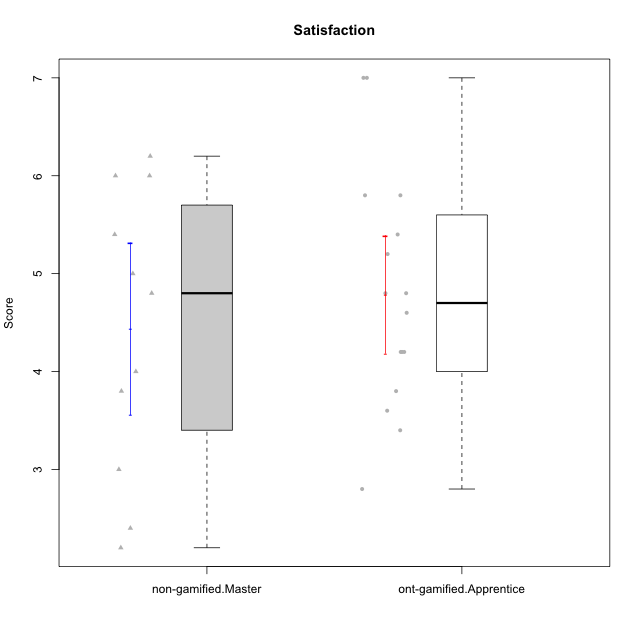 Satisfaction
Score
7
6
5
4
3
non-gamified.Master
ont-gamified.Apprentice